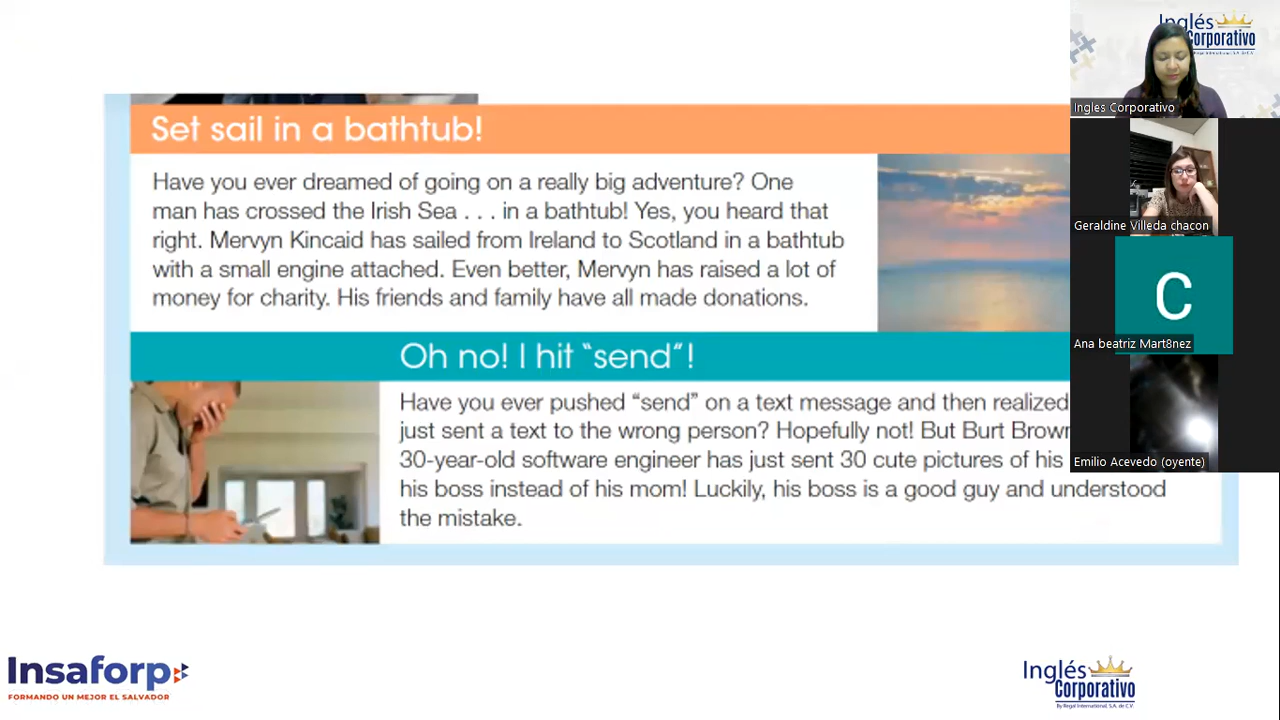 Inglés
Corporativo
Ingles Corporativo
Set sail in a bathtub!
Have you ever dreamed of going on a really big adventure? One
man has crossed the Irish Sea . . . in a bathtub! Yes, you heard that
right. Mervyn Kincaid has sailed from Ireland to Scotland in a bathtub
with a small engine attached. Even better, Mervyn has raised a lot of
money for charity. His friends and family have all made donations.
Geraldine Villeda chacon
C
Ana beatriz Mart8nez
Oh no! I hit “send”!
Have you ever pushed “send” on a text message and then realized
just sent a text to the wrong person? Hopefully not! But Burt Brown
30-year-old software engineer has just sent 30 cute pictures of his
his boss instead of his mom! Luckily, his boss is a good guy and understood
the mistake.
Emilio Acevedo (oyente)
Insaforp
FORMANDO UN MEJOR EL SALVADOR
Inglés
Corporativo
By Regal International, S.A. de C.V.